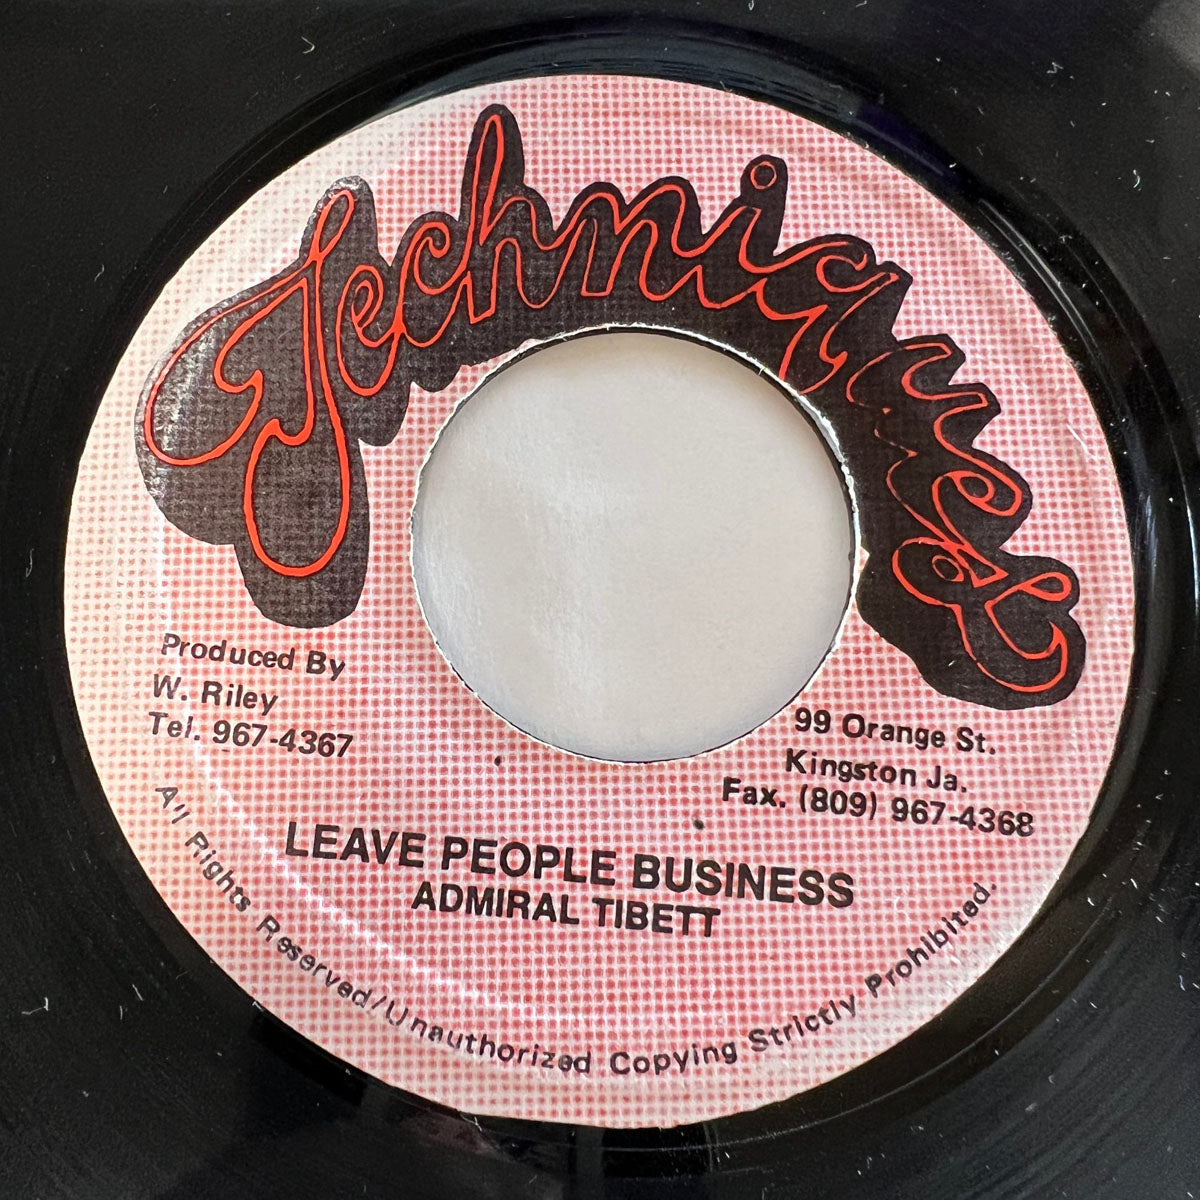 Techniques
Produced By
W. Riley
Tel. 967-4367
99 Orange St.
Kingston Ja.
Fax. (809) 967-4368
LEAVE PEOPLE BUSINESS
ADMIRAL TIBETT
All Rights Reserved/Unauthorized Copying Strictly Prohibited.